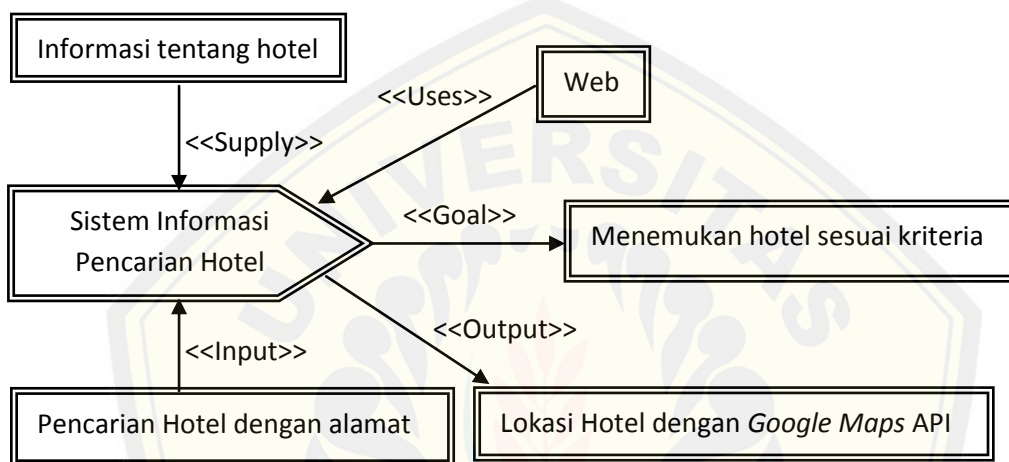 Informasi tentang hotel
Web
<<Uses>>
<<Supply>>
Sistem Informasi
Pencarian Hotel
<<Goal>>
Menemukan hotel sesuai kriteria
<<Output>>
<<Input>>
Pencarian Hotel dengan alamat
Lokasi Hotel dengan Google Maps API
UNIVERSITAS